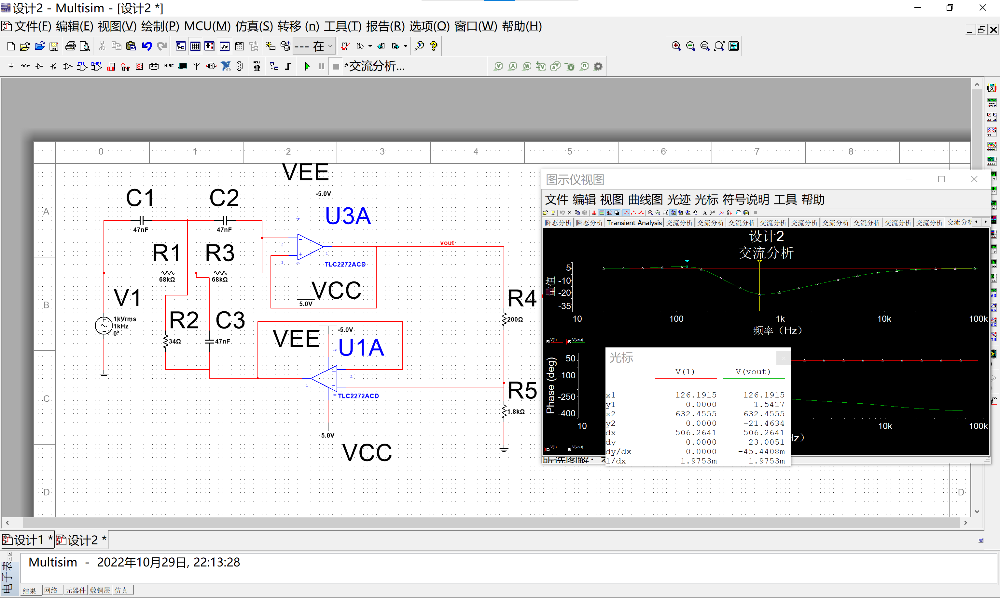 设计2 - Multisim - [设计2 *]
文件(F) 编辑(E) 视图(V) 绘制(P) MCU(M) 仿真(S) 转移 (n) 工具(T) 报告(R) 选项(O) 窗口(W) 帮助(H)
--- 在
MISC
交流分析...
0 1 2 3 4 5 6 7 8
A
B
C
D
D
VEE
-5.0V
C1
C2
U3A
47nF
47nF
R1
R3
68kΩ
68kΩ
4
2
3
8
1
TLC2272ACD
vout
VCC
5.0V
V1
1kVrms
1kHz
0°
R2
34Ω
C3
47nF
R4
200Ω
VEE
-5.0V
U1A
4
2
1
8
TLC2272ACD
R5
1.8kΩ
5.0V
VCC
图示仪视图
文件 编辑 视图 曲线图 光迹 光标 符号说明 工具 帮助
瞬态分析 瞬态分析 Transient Analysis 交流分析 交流分析 交流分析 交流分析 交流分析 交流分析 交流分析 交流分析 交流分析 交流分析
设计2
交流分析
量值
5
-10
-20
-35
10 100 1k 10k 100k
频率（Hz）
V(1) V(vout)
Phase (deg)
50
-100
-250
-400
10 10k 100k
Hz）
V(1) V(vout)
光标
V(1) V(vout)
x1 126.1915 126.1915
y1 0.0000 1.5417
x2 632.4555 632.4555
y2 0.0000 -21.4634
dx 506.2641 506.2641
dy 0.0000 -23.0051
dy/dx 0.0000 -45.4408m
1/dx 1.9753m 1.9753m
所选图解：
设计1 *
设计2 *
Multisim - 2022年10月29日, 22:13:28
电子表
结果 网络 元器件 敷铜层 仿真